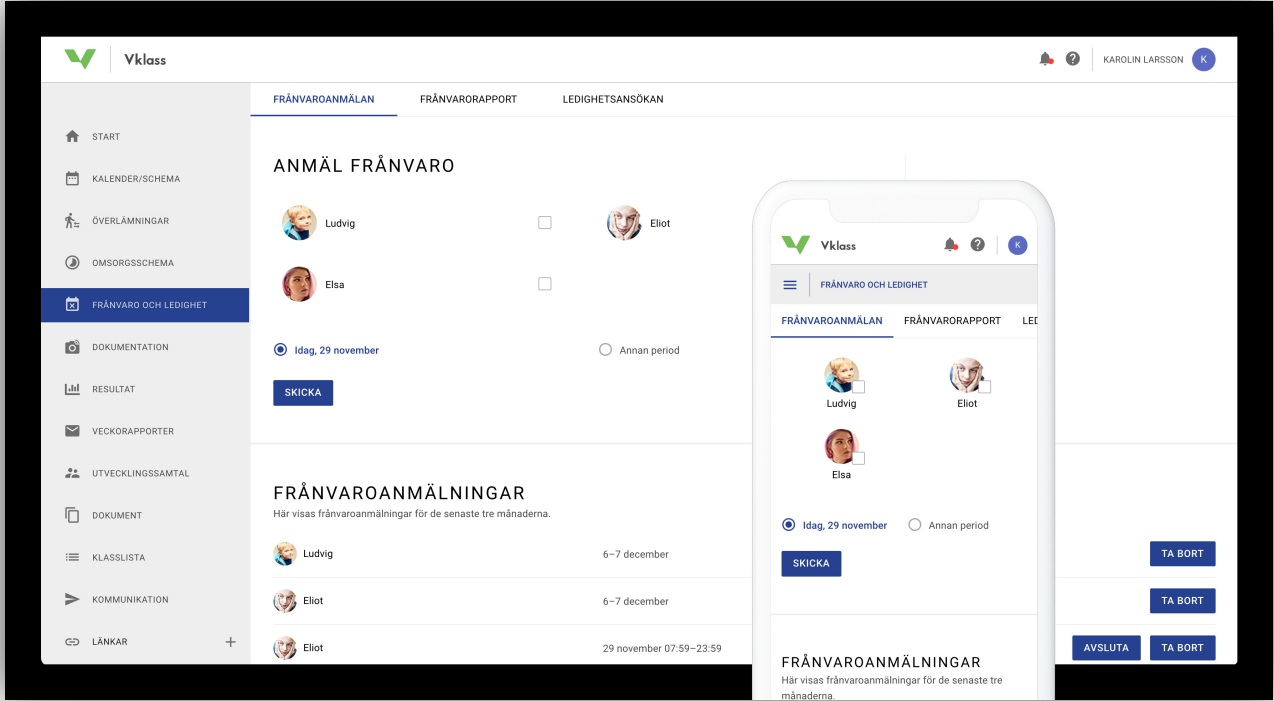 Vklass
KAROLIN LARSSON K
FRÅNVAROANMÄLAN FRÅNVARORAPPORT LEDIGHETSANSÖKAN
START
KALENDER/SCHEMA
ÖVERLÄMNINGAR
OMSORGSSCHEMA
FRÅNVARO OCH LEDIGHET
DOKUMENTATION
RESULTAT
VECKORAPPORTER
UTVECKLINGSSAMTAL
DOKUMENT
KLASSLISTA
KOMMUNIKATION
LÄNKAR
ANMÄL FRÅNVARO
Ludvig Eliot
Elsa
Idag, 29 november Annan period
SKICKA
FRÅNVAROANMÄLNINGAR
Här visas frånvaroanmälningar för de senaste tre månaderna.
Ludvig 6–7 december TA BORT
Eliot 6–7 december TA BORT
Eliot 29 november 07:59–23:59 AVSLUTA TA BORT
Vklass K
FRÅNVARO OCH LEDIGHET
FRÅNVAROANMÄLAN FRÅNVARORAPPORT LED
Ludvig Eliot
Elsa
Idag, 29 november Annan period
SKICKA
FRÅNVAROANMÄLNINGAR
Här visas frånvaroanmälningar för de senaste tre
månaderna.